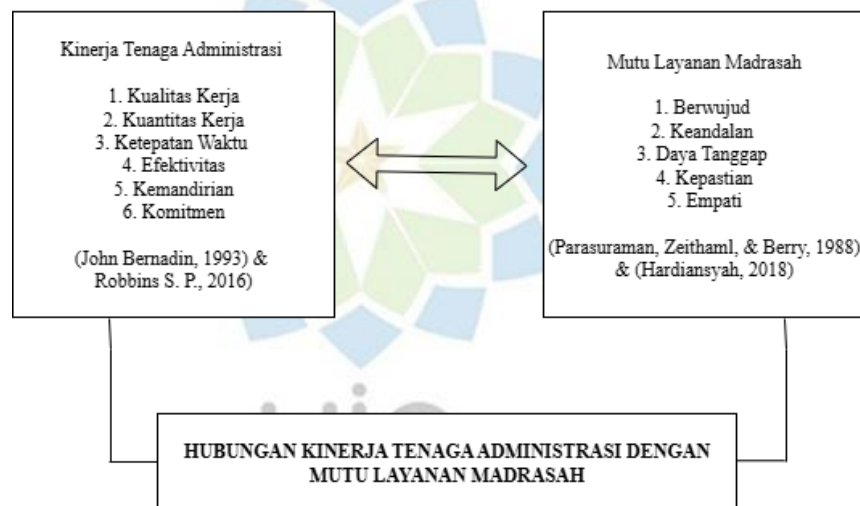 Kinerja Tenaga Administrasi
1. Kualitas Kerja
2. Kuantitas Kerja
3. Ketepatan Waktu
4. Efektivitas
5. Kemandirian
6. Komitmen
(John Bernadin, 1993) &
Robbins S. P., 2016)
Mutu Layanan Madrasah
1. Berwujud
2. Keandalan
3. Daya Tanggap
4. Kepastian
5. Empati
(Parasuraman, Zeithaml, & Berry, 1988)
& (Hardiansyah, 2018)
HUBUNGAN KINERJA TENAGA ADMINISTRASI DENGAN
MUTU LAYANAN MADRASAH